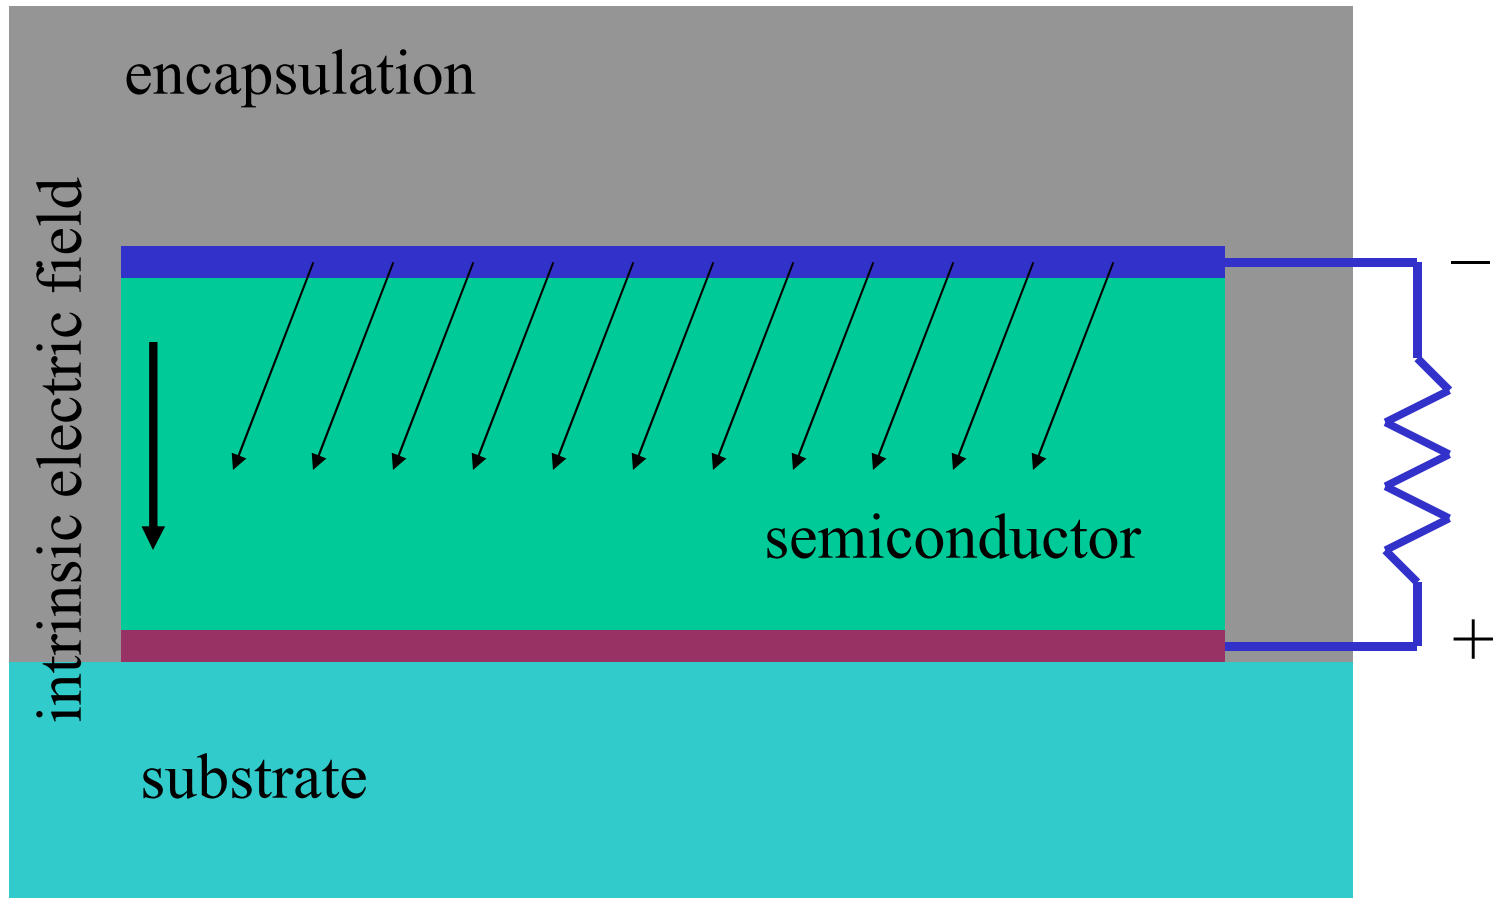 encapsulation
intrinsic electric field
−
semiconductor
+
substrate